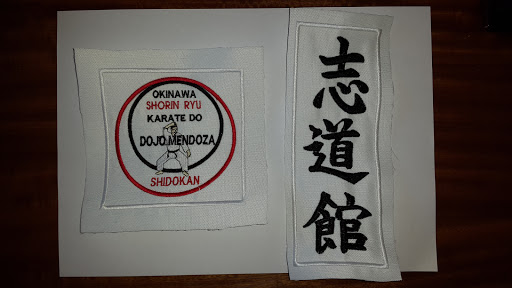 OKINAWA
SHORIN RYU
KARATE DO
DOJO MENDOZA
SHIDOKAN
志道館